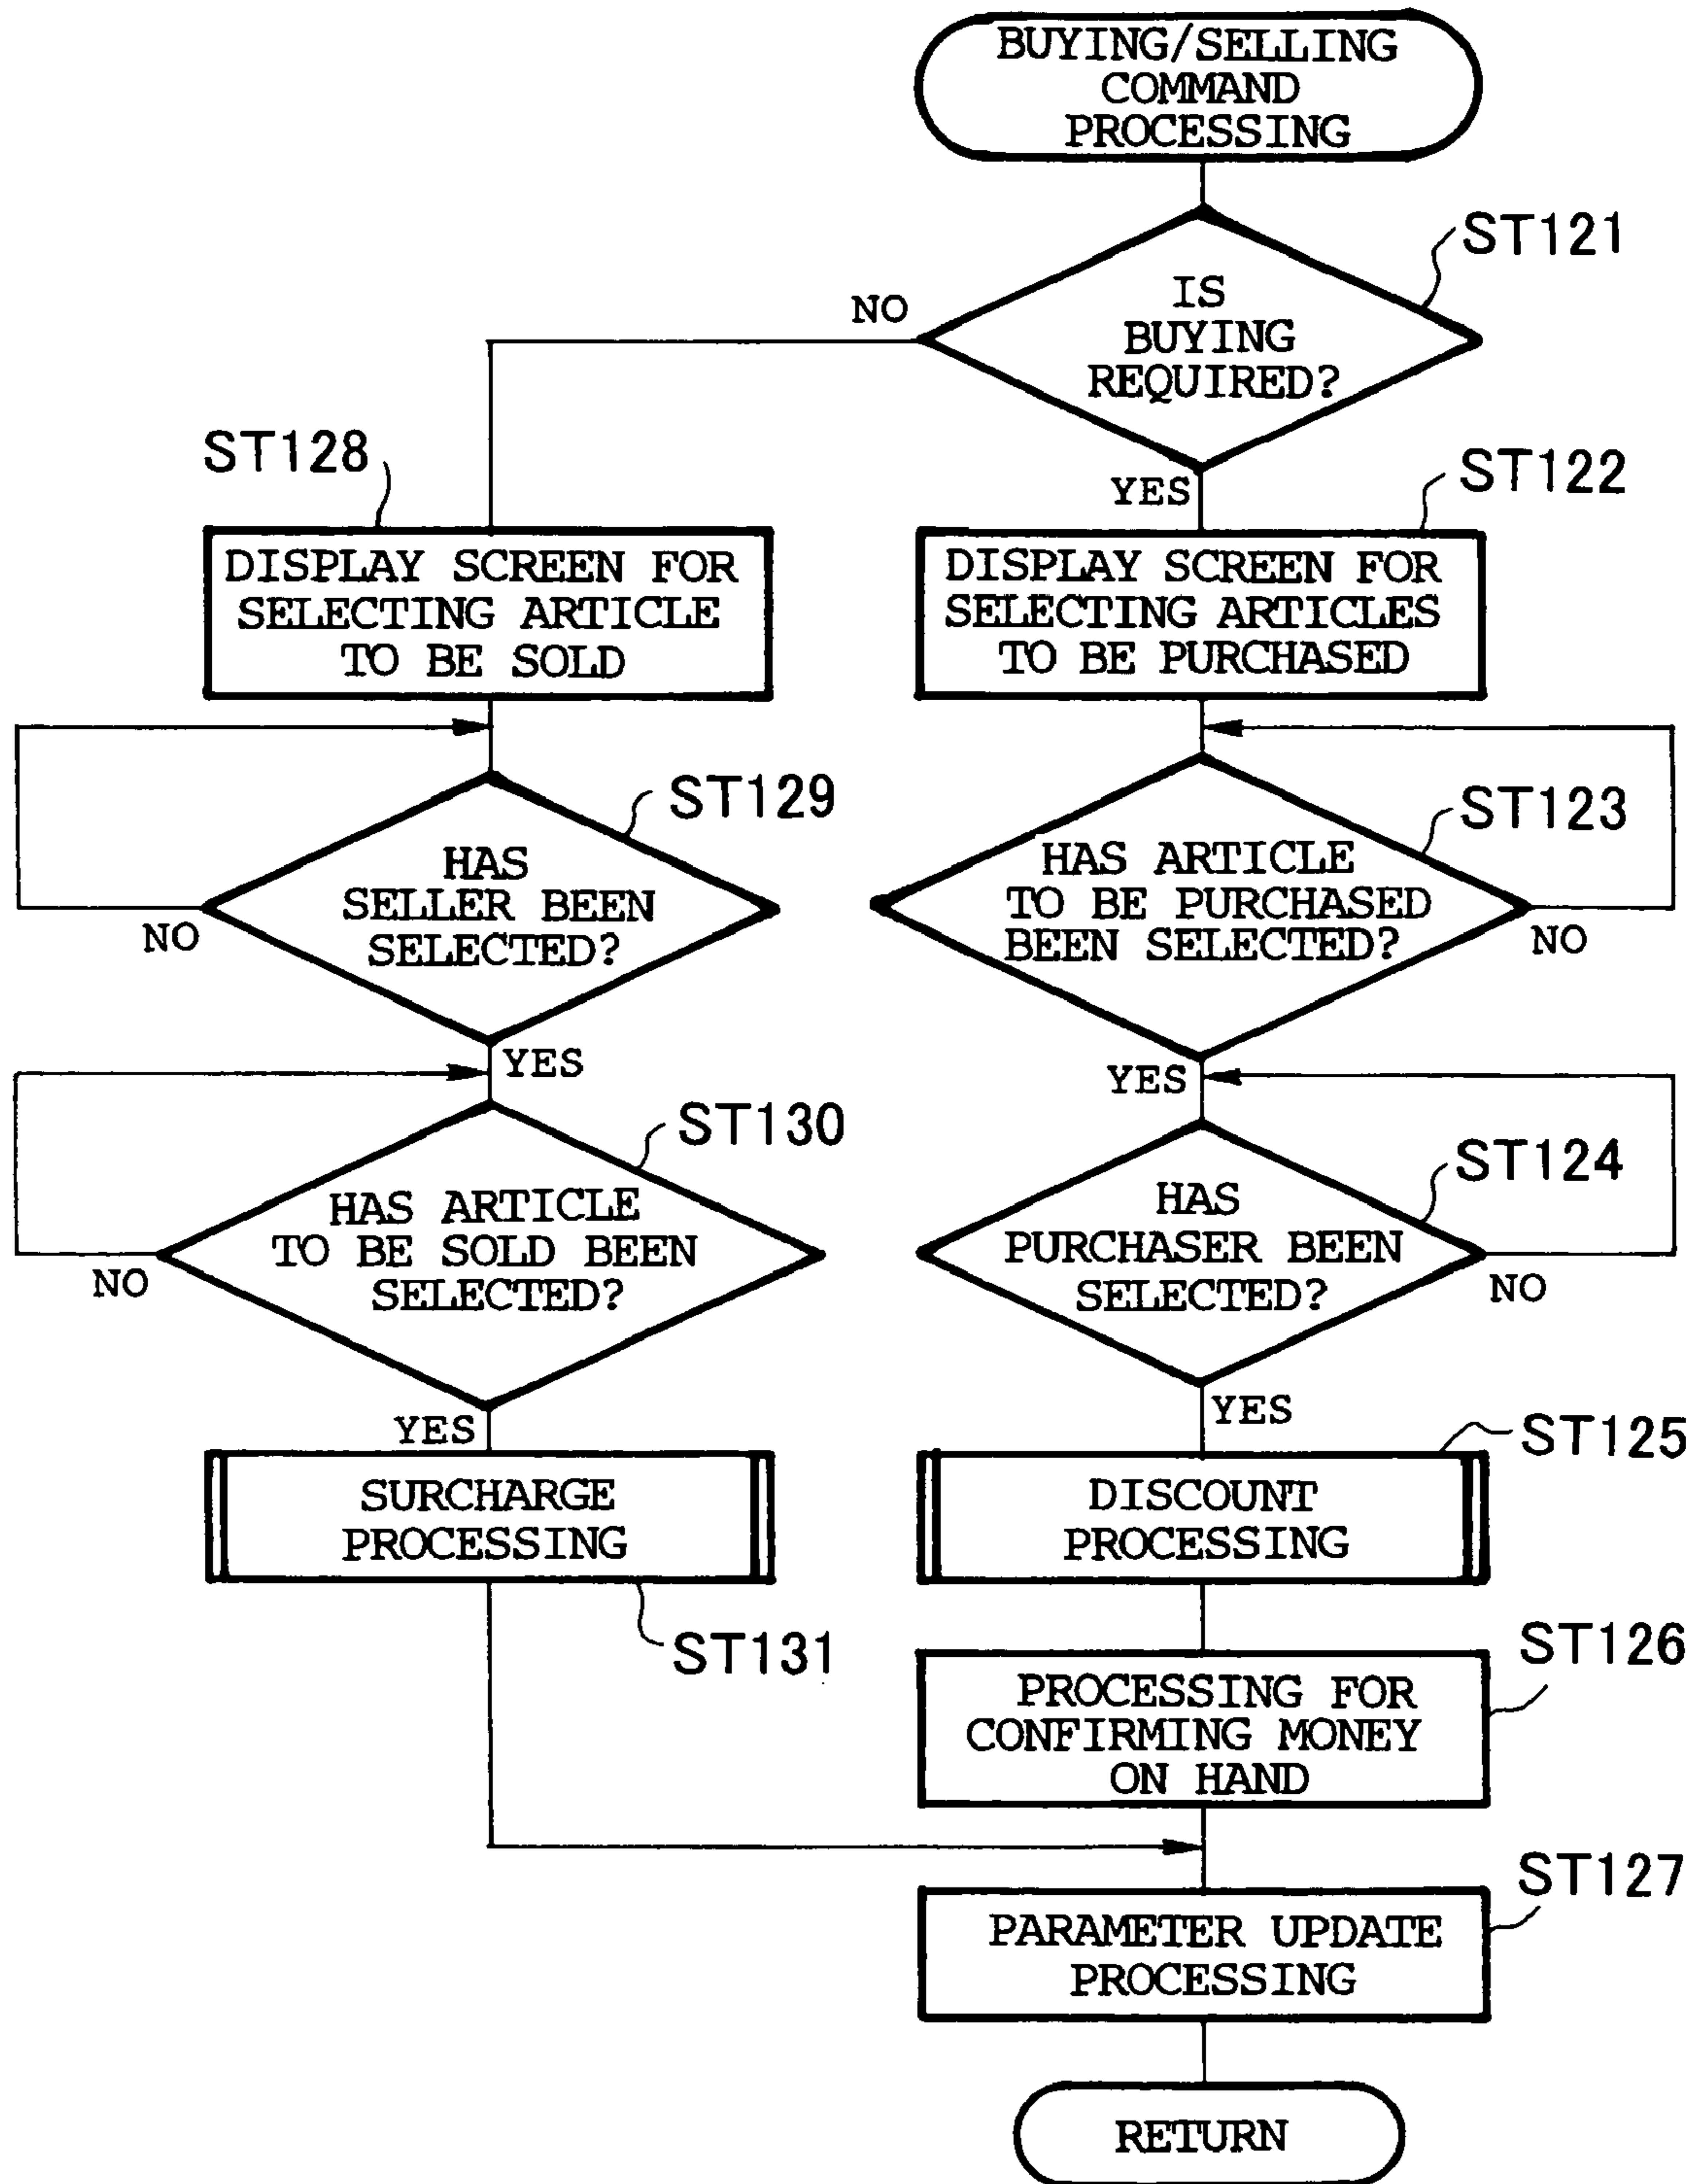 BUYING/SELLING
COMMAND
PROCESSING
ST121
IS
BUYING
REQUIRED?
NO
YES
ST128
DISPLAY SCREEN FOR
SELECTING ARTICLE
TO BE SOLD
ST122
DISPLAY SCREEN FOR
SELECTING ARTICLES
TO BE PURCHASED
ST129
HAS
SELLER BEEN
SELECTED?
NO
YES
ST123
HAS ARTICLE
TO BE PURCHASED
BEEN SELECTED?
NO
YES
ST130
HAS ARTICLE
TO BE SOLD BEEN
SELECTED?
NO
YES
ST124
HAS
PURCHASER BEEN
SELECTED?
NO
YES
SURCHARGE
PROCESSING
ST131
ST125
DISCOUNT
PROCESSING
ST126
PROCESSING FOR
CONFIRMING MONEY
ON HAND
ST127
PARAMETER UPDATE
PROCESSING
RETURN